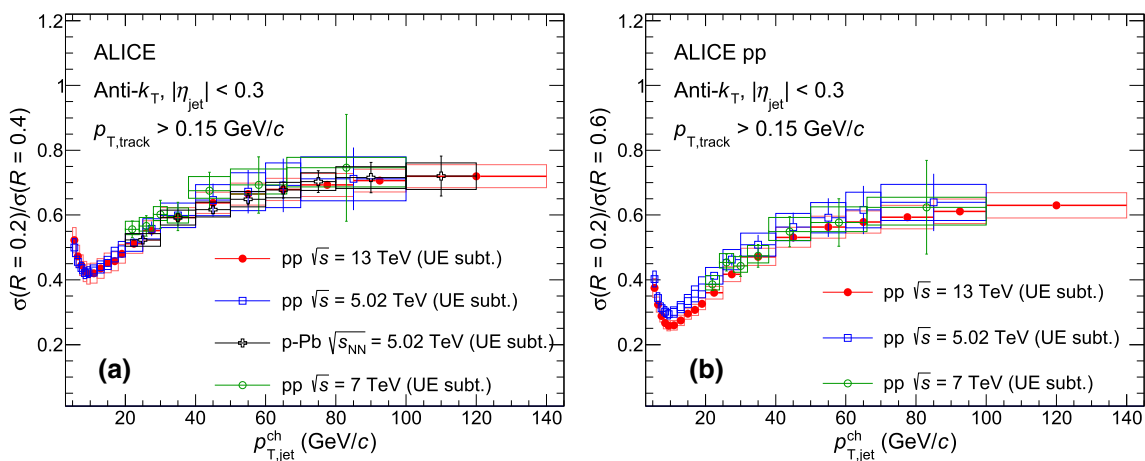 ALICE
Anti-kT, |ηjet| < 0.3
pT,track > 0.15 GeV/c
σ(R = 0.2)/σ(R = 0.4)
1
0.8
0.6
0.4
0.2
pp √s = 13 TeV (UE subt.)
pp √s = 5.02 TeV (UE subt.)
p-Pb √sNN = 5.02 TeV (UE subt.)
pp √s = 7 TeV (UE subt.)
(a)
20 40 60 80 100 120 140
p ch T,jet (GeV/c)
ALICE pp
Anti-kT, |ηjet| < 0.3
pT,track > 0.15 GeV/c
σ(R = 0.2)/σ(R = 0.6)
1.2
1
0.8
0.6
0.4
0.2
pp √s = 13 TeV (UE subt.)
pp √s = 5.02 TeV (UE subt.)
pp √s = 7 TeV (UE subt.)
(b)
20 40 60 80 100 120 140
p ch T,jet (GeV/c)